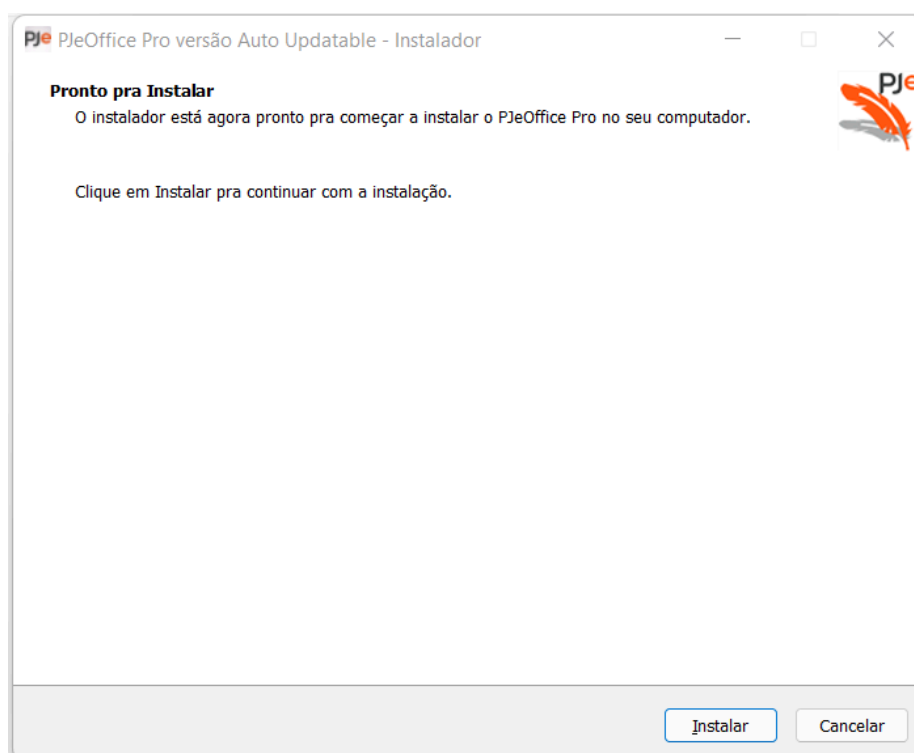 PJe PJeOffice Pro versão Auto Updatable - Instalador
Pronto pra Instalar
O instalador está agora pronto pra começar a instalar o PJeOffice Pro no seu computador.
PJe
Clique em Instalar pra continuar com a instalação.
Instalar Cancelar